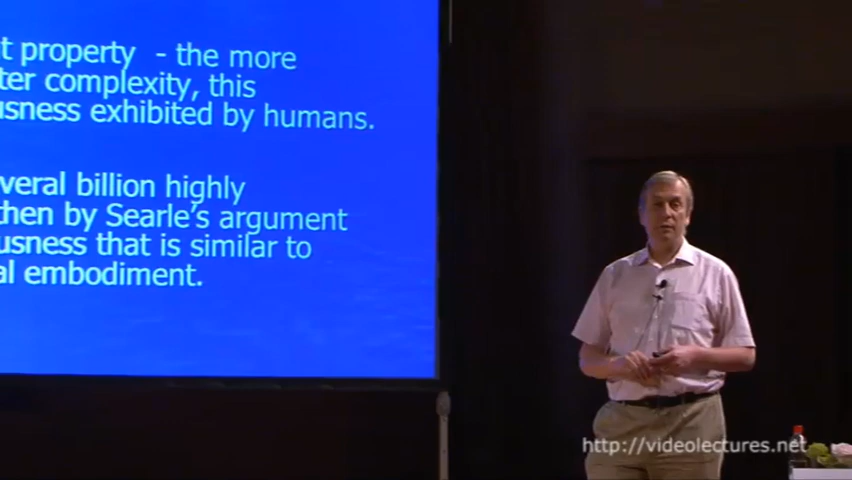 t property - the more
ter complexity, this
usness exhibited by humans.
veral billion highly
then by Searle's argument
usness that is similar to
al embodiment.
http://videolectures.net